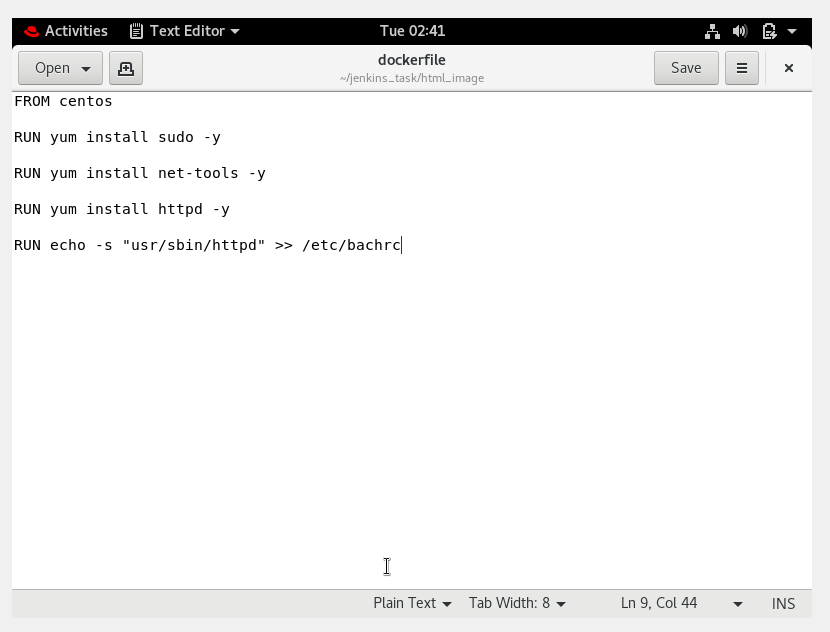 Activities Text Editor Tue 02:41
Open dockerfile Save
~/jenkins_task/html_image
FROM centos
RUN yum install sudo -y
RUN yum install net-tools -y
RUN yum install httpd -y
RUN echo -s "usr/sbin/httpd" >> /etc/bachrc
Plain Text Tab Width: 8 Ln 9, Col 44 INS